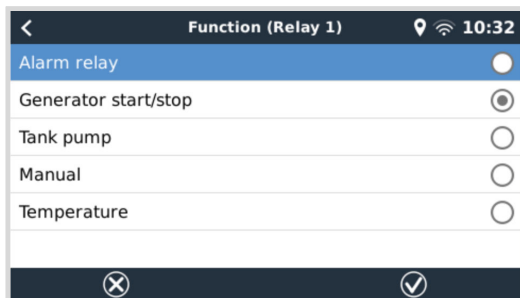 Function (Relay 1) 10:32
Alarm relay
Generator start/stop
Tank pump
Manual
Temperature